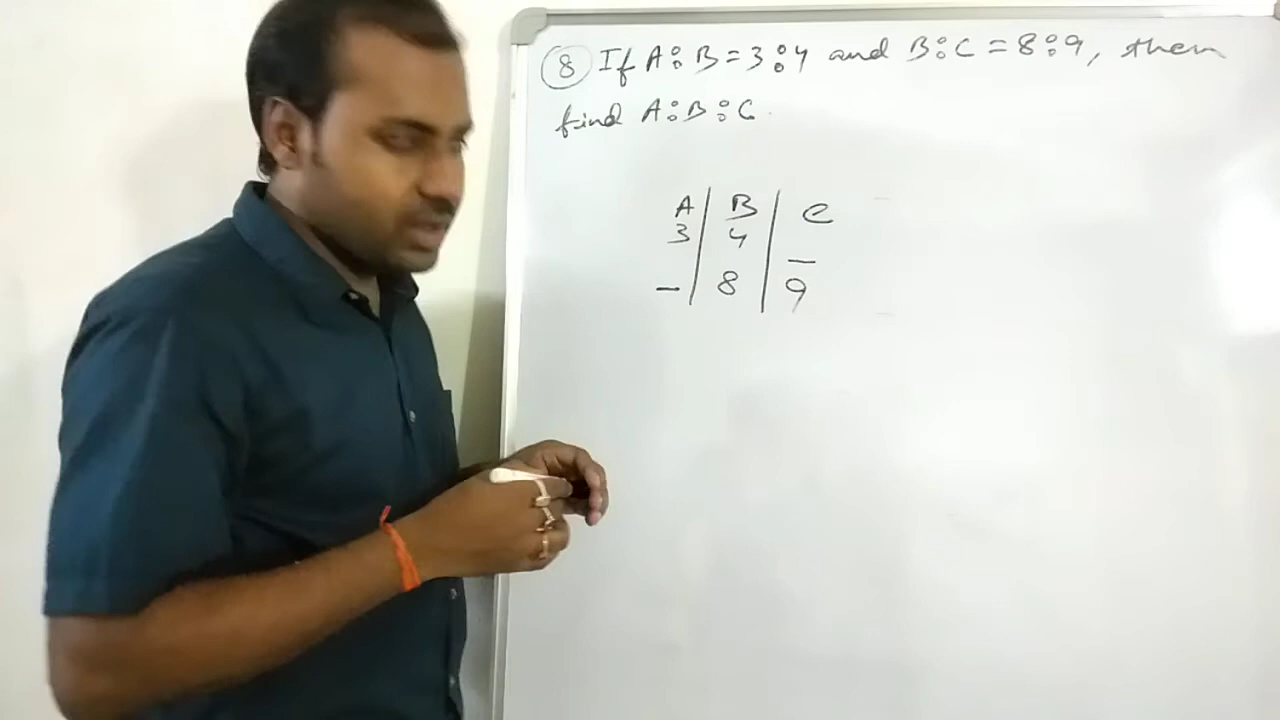 ⑧ If A:B=3:4 and B:C=8:9, then
find A:B:C.
A | B | C
3 | 4 | –
– | 8 | 9